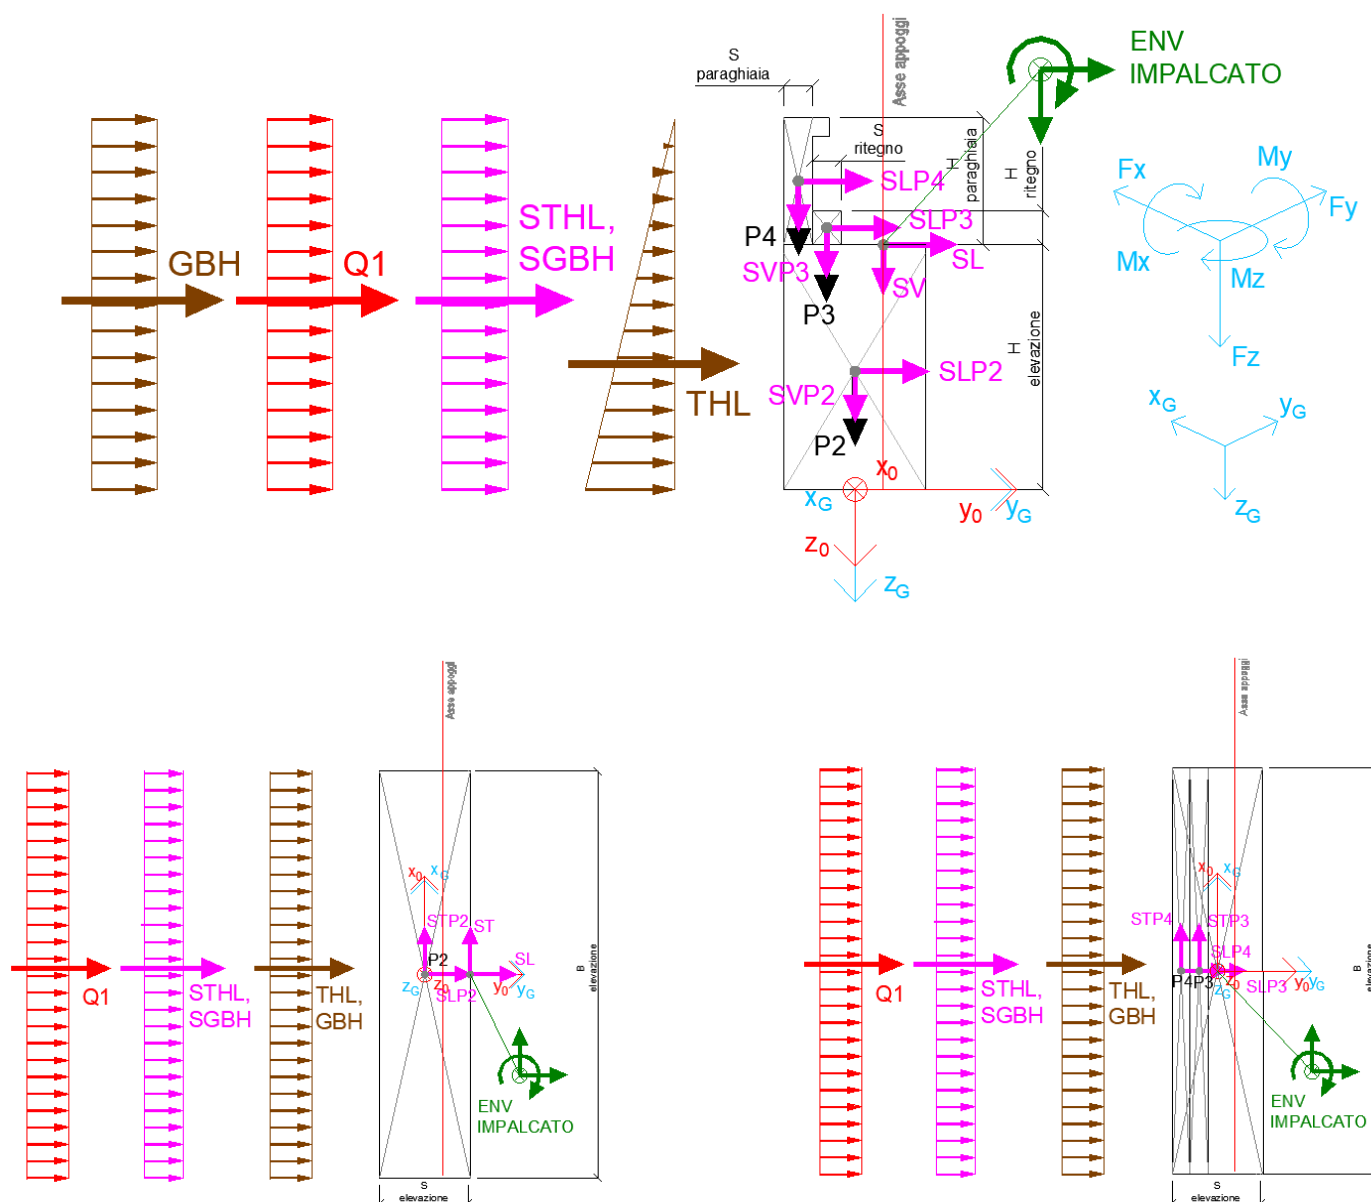 S
paraghiaia
Asse appoggi
ENV
IMPALCATO
S
ritegno
H
paraghiaia
H
ritegno
SLP4
My
Fx
Fy
STHL,
SGBH
P4
SLP3
GBH
Q1
SVP3
SL
Mx
Mz
SV
P3
H
elevazione
Fz
SLP2
THL
SVP2
xG
yG
P2
x0
xG
y0
yG
zG
z0
zG
Asse appoggi
Asse appoggi
x0
xG
x0
xG
STP2
ST
STP4
STP3
P2
SL
SLP4
B
elevazione
B
elevazione
Q1
zG
z0
SLP2
y0
yG
Q1
P4
P3
zG
z0
SLP3
y0
yG
STHL,
SGBH
THL,
GBH
STHL,
SGBH
THL,
GBH
ENV
IMPALCATO
ENV
IMPALCATO
S
elevazione
S
elevazione